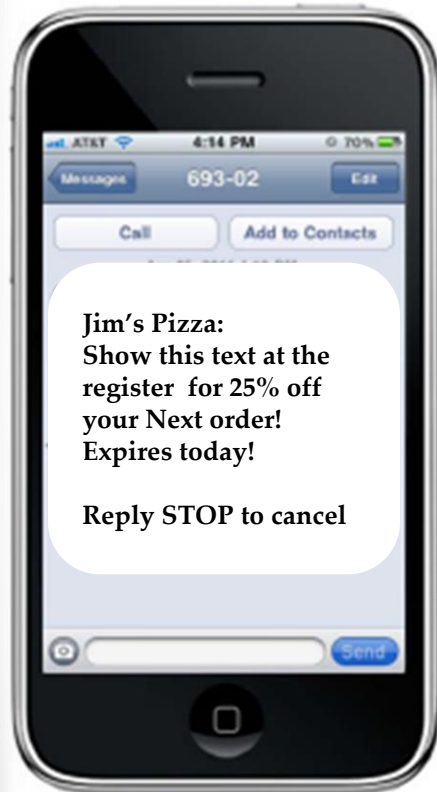 AT&T 4:14 PM 70%
Messages 693-02 Edit
Call Add to Contacts
Jim’s Pizza:
Show this text at the
register for 25% off
your Next order!
Expires today!
Reply STOP to cancel
Send